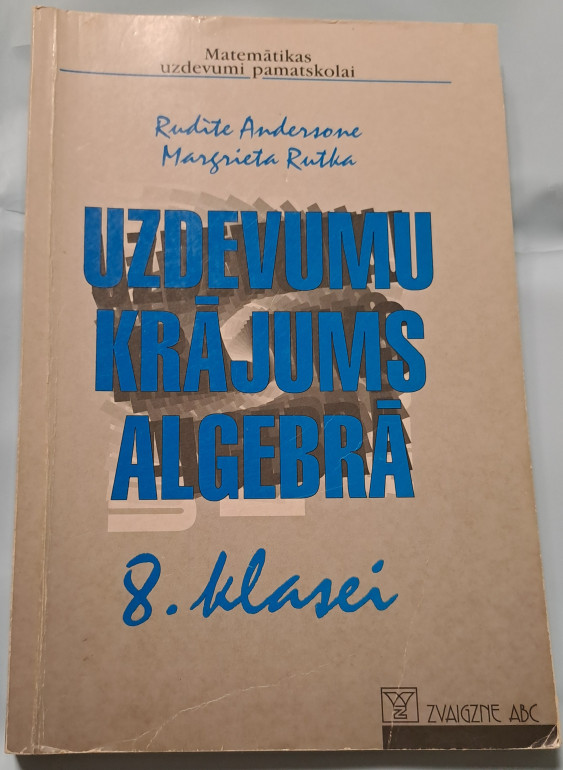 Matemātikas
uzdevumi pamatskolai
Rudīte Andersone
Margrieta Rutka
UZDEVUMU
KRĀJUMS
ALGEBRĀ
8. klasei
ZVAIGZNE ABC